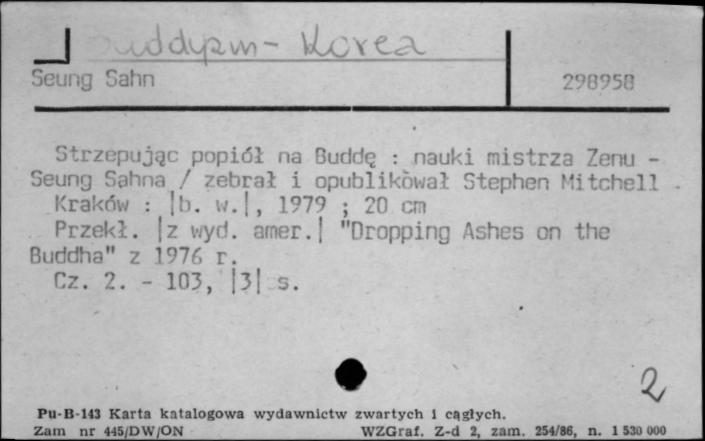 Buddyzm - Korea
Seung Sahn 298958
Strzepując popiół na Buddę : nauki mistrza Zenu -
Seung Sahna / zebrał i opublikował Stephen Mitchell -
Kraków : |b. w.|, 1979 ; 20 cm
Przekł. |z wyd. amer.| "Dropping Ashes on the
Buddha" z 1976 r.
Cz. 2. - 103, |3| s.
2
Pu-B-143 Karta katalogowa wydawnictw zwartych i ciągłych.
Zam nr 445/DW/ON WZGraf. Z-d 2, zam. 254/86, n. 1 530 000